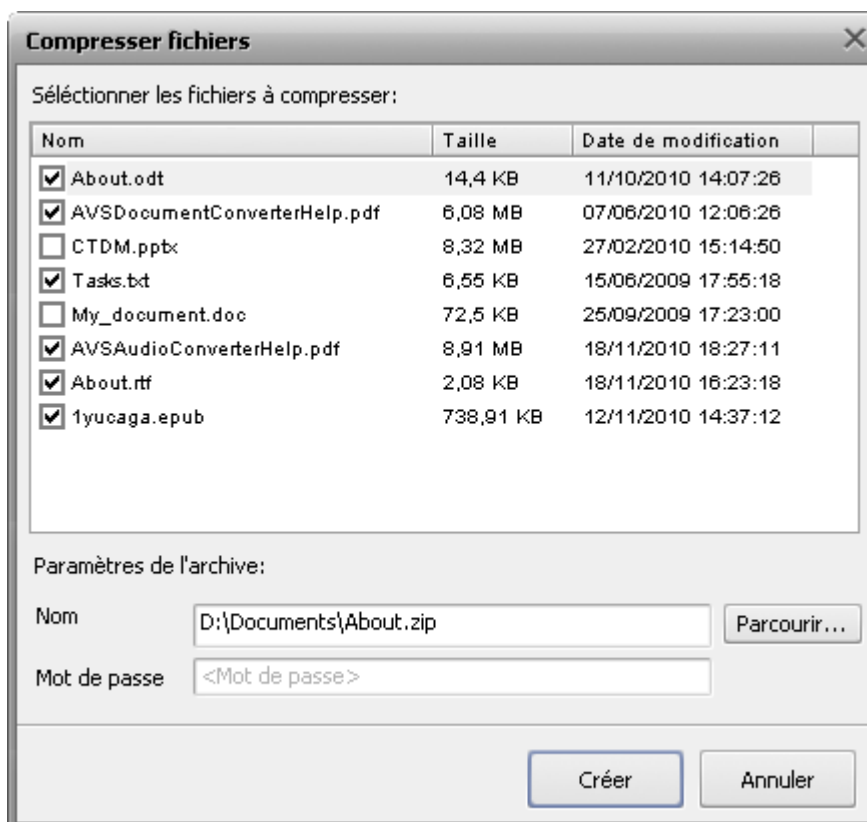 Compresser fichiers
Séléctionner les fichiers à compresser:
Nom Taille Date de modification
About.odt 14,4 KB 11/10/2010 14:07:26
AVSDocumentConverterHelp.pdf 6,08 MB 07/06/2010 12:06:26
CTDM.pptx 8,32 MB 27/02/2010 15:14:50
Tasks.txt 6,55 KB 15/06/2009 17:55:18
My_document.doc 72,5 KB 25/09/2009 17:23:00
AVSAudioConverterHelp.pdf 8,91 MB 18/11/2010 18:27:11
About.rtf 2,08 KB 18/11/2010 16:23:18
1yucaga.epub 738,91 KB 12/11/2010 14:37:12
Paramètres de l'archive:
Nom D:\Documents\About.zip Parcourir...
Mot de passe <Mot de passe>
Créer Annuler